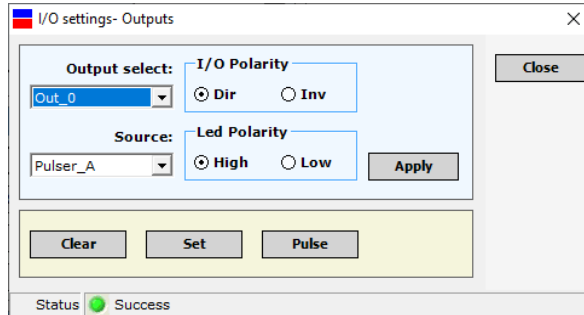 I/O settings- Outputs
Output select:
Out_0
I/O Polarity
Dir
Inv
Close
Source:
Pulser_A
Led Polarity
High
Low
Apply
Clear
Set
Pulse
Status
Success